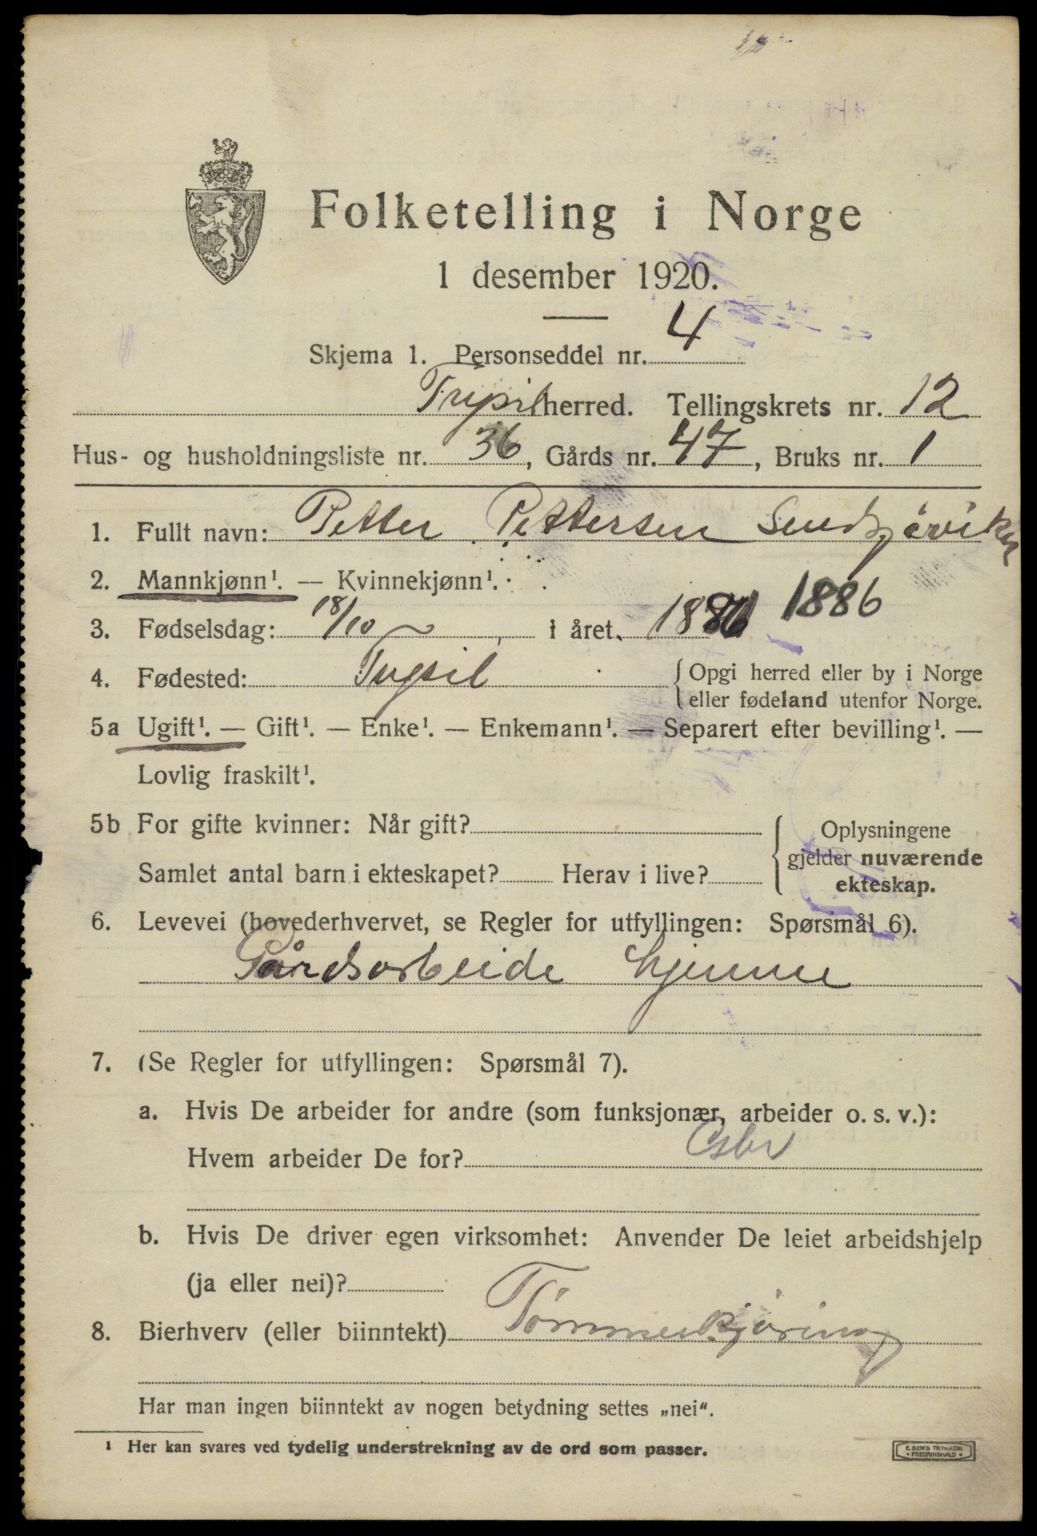 Folketelling i Norge
1 desember 1920.
Skjema 1. Personseddel nr. 4
Trysil herred. Tellingskrets nr. 12
Hus- og husholdningsliste nr. 36, Gårds nr. 47, Bruks nr. 1
1. Fullt navn: Petter Pettersen
2. Mannkjønn¹. — Kvinnekjønn¹.
3. Fødselsdag: 18/10, i året 1886 1886
4. Fødested: Trysil {Opgi herred eller by i Norge
eller fødeland utenfor Norge.
5a Ugift¹. — Gift¹. — Enke¹. — Enkemann¹. — Separert efter bevilling¹. —
Lovlig fraskilt¹.
5b For gifte kvinner: Når gift? { Oplysningene
gjelder nuværende
Samlet antal barn i ekteskapet? Herav i live?
ekteskap.
6. Levevei (hovederhvervet, se Regler for utfyllingen: Spørsmål 6).
Gårdsarbeide hjemme
7. (Se Regler for utfyllingen: Spørsmål 7).
a. Hvis De arbeider for andre (som funksjonær, arbeider o. s. v.):
Hvem arbeider De for?
b. Hvis De driver egen virksomhet: Anvender De leiet arbeidshjelp
(ja eller nei)?
8. Bierhverv (eller biinntekt) Tømmerkjøring
Har man ingen biinntekt av nogen betydning settes „nei".
¹ Her kan svares ved tydelig understrekning av de ord som passer.
E. SEM'S TRYKKERI
FREDRIKSHALD